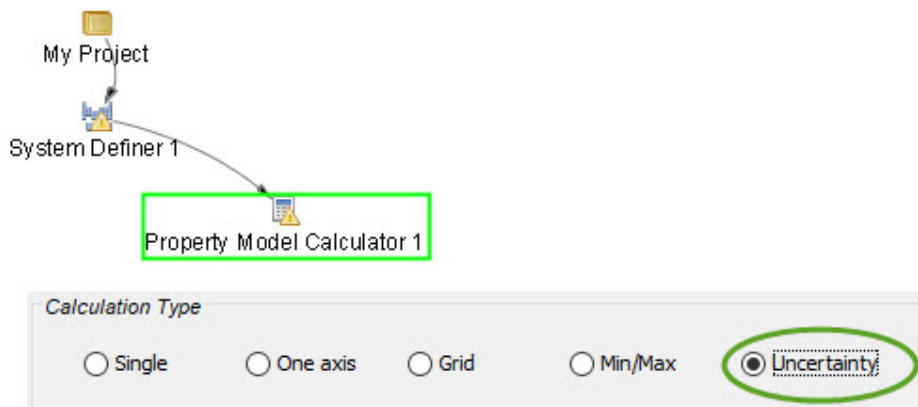 My Project
System Definer 1
Property Model Calculator 1
Calculation Type
Single One axis Grid Min/Max Uncertainty